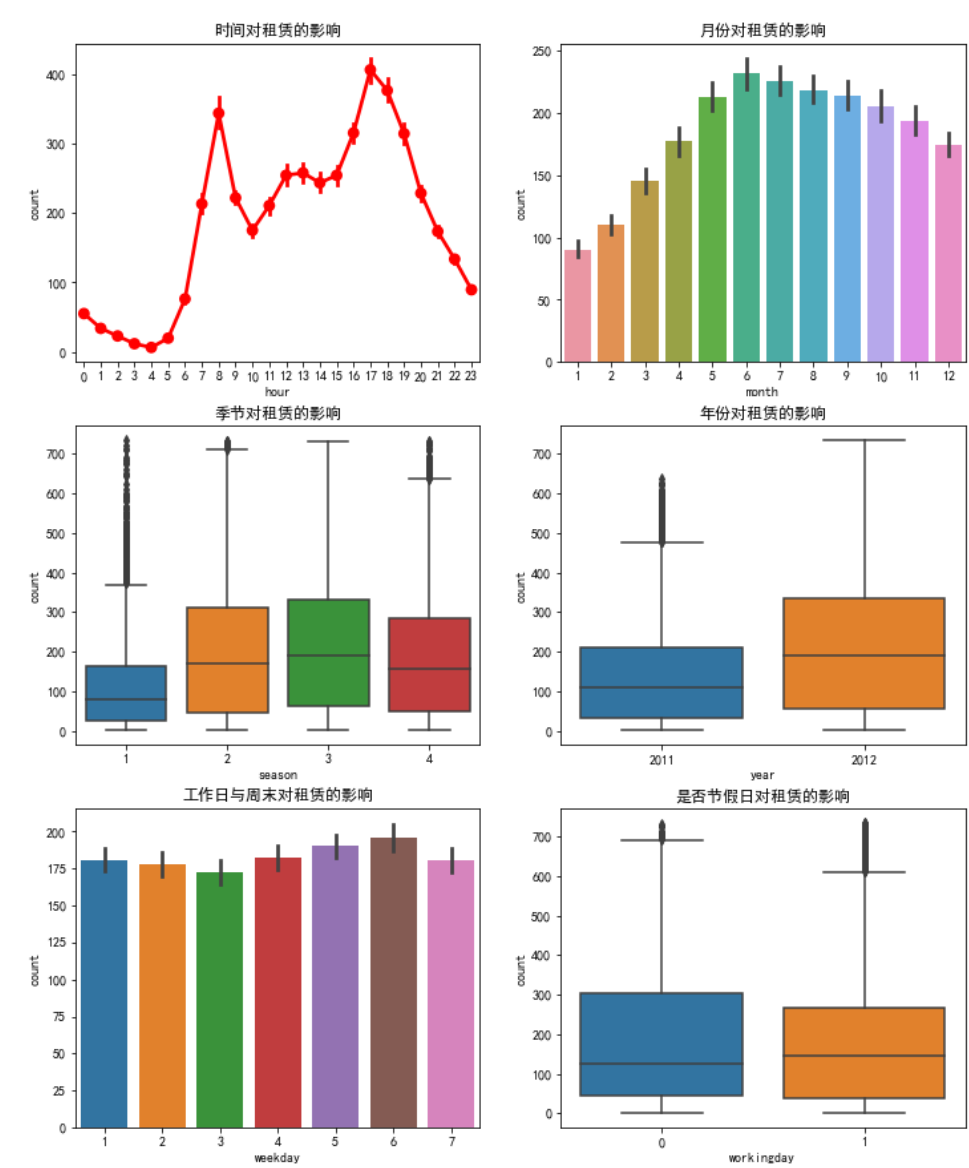 时间对租赁的影响
count
400
300
200
100
0
0 1 2 3 4 5 6 7 8 9 10 11 12 13 14 15 16 17 18 19 20 21 22 23
hour
月份对租赁的影响
count
250
200
150
100
50
0
1 2 3 4 5 6 7 8 9 10 11 12
month
季节对租赁的影响
count
700
600
500
400
300
200
100
0
1 2 3 4
season
年份对租赁的影响
count
700
600
500
400
300
200
100
0
2011 2012
year
工作日与周末对租赁的影响
count
200
175
150
125
100
75
50
25
0
1 2 3 4 5 6 7
weekday
是否节假日对租赁的影响
count
700
600
500
400
300
200
100
0
0 1
workingday